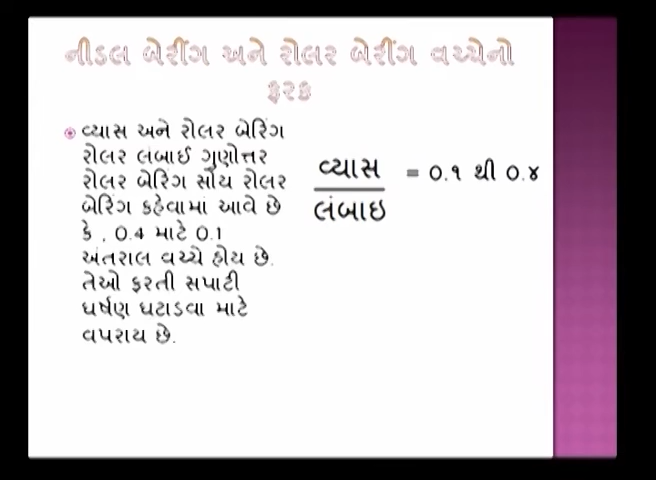 નીડલ બેરીંગ અને રોલર બેરીંગ વચ્ચેનો
ફરક
વ્યાસ અને રોલર બેરિંગ
રોલર લંબાઈ ગુણોત્તર
રોલર બેરિંગ સોય રોલર
બેરિંગ કહેવામાં આવે છે
કે , 0.4 માટે 0.1
અંતરાલ વચ્ચે હોય છે.
તેઓ ફરતી સપાટી
ઘર્ષણ ઘટાડવા માટે
વપરાય છે.
વ્યાસ
લંબાઇ
= ૦.૧ થી ૦.૪